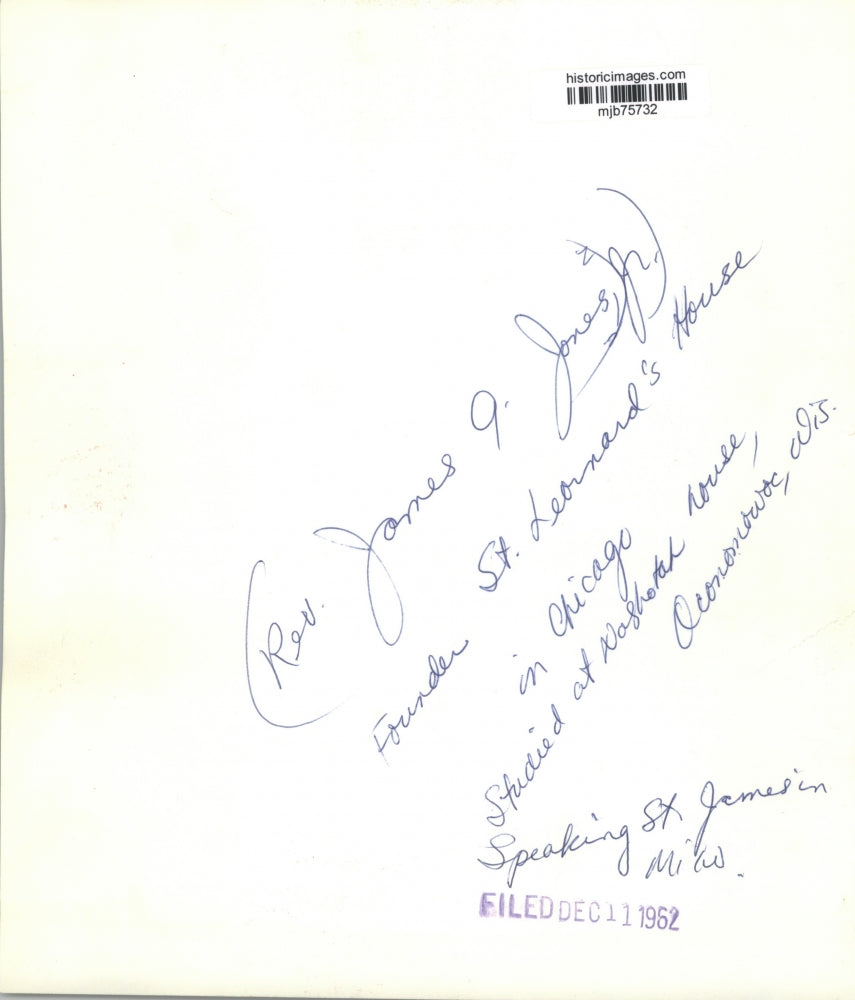 historicimages.com
mjb75732
(Rev. James G. Jones, Jr.)
Founder St. Leonard's House
in Chicago
Studied at Nashotah house,
Oconomowoc, Wis.
Speaking St. James in
Milw.
FILED DEC 11 1962